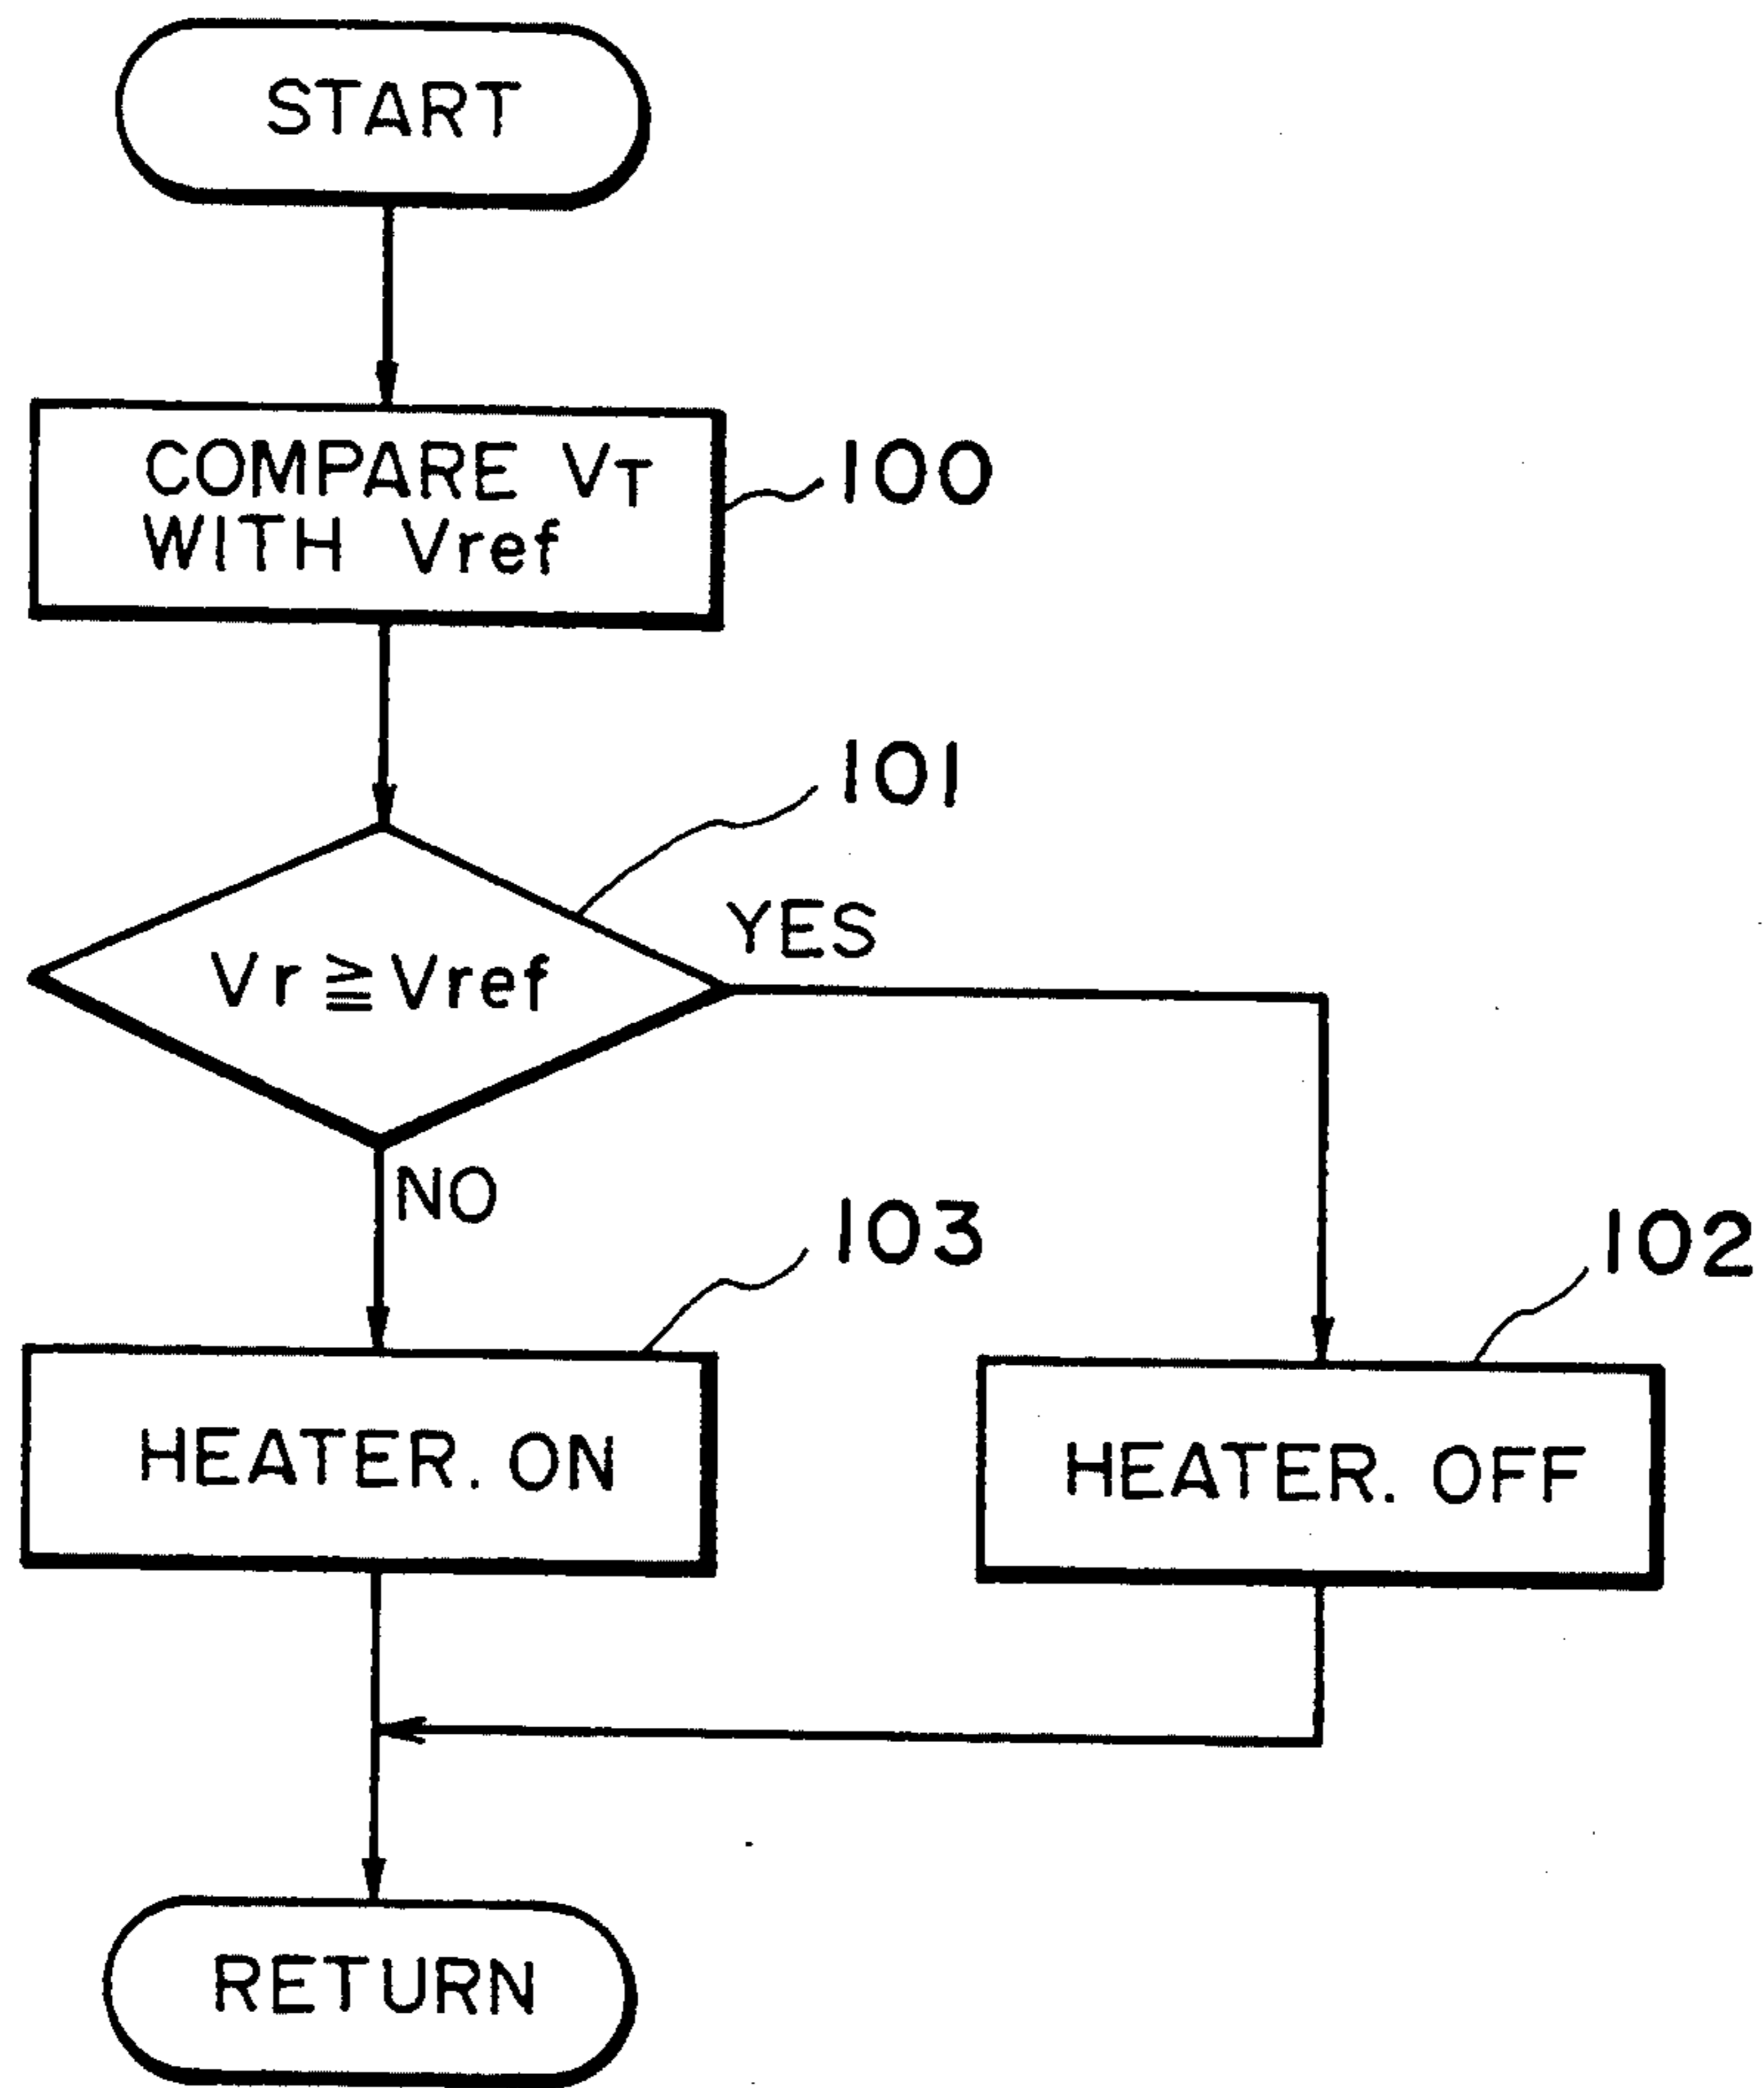 START
COMPARE VT
WITH Vref
100
101
YES
Vr ≧ Vref
NO
103
102
HEATER. ON
HEATER. OFF
RETURN